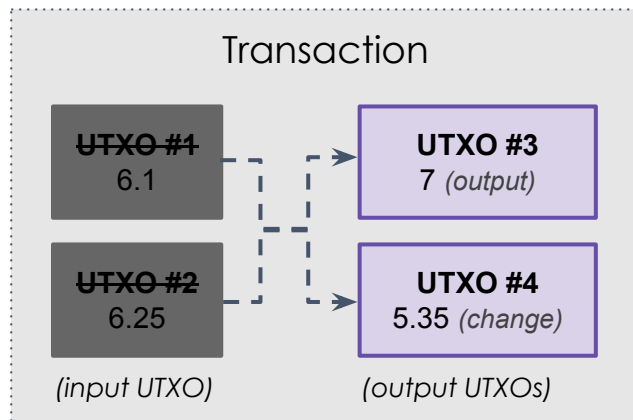 Transaction
UTXO #1
6.1
UTXO #2
6.25
(input UTXO)
UTXO #3
7 (output)
UTXO #4
5.35 (change)
(output UTXOs)